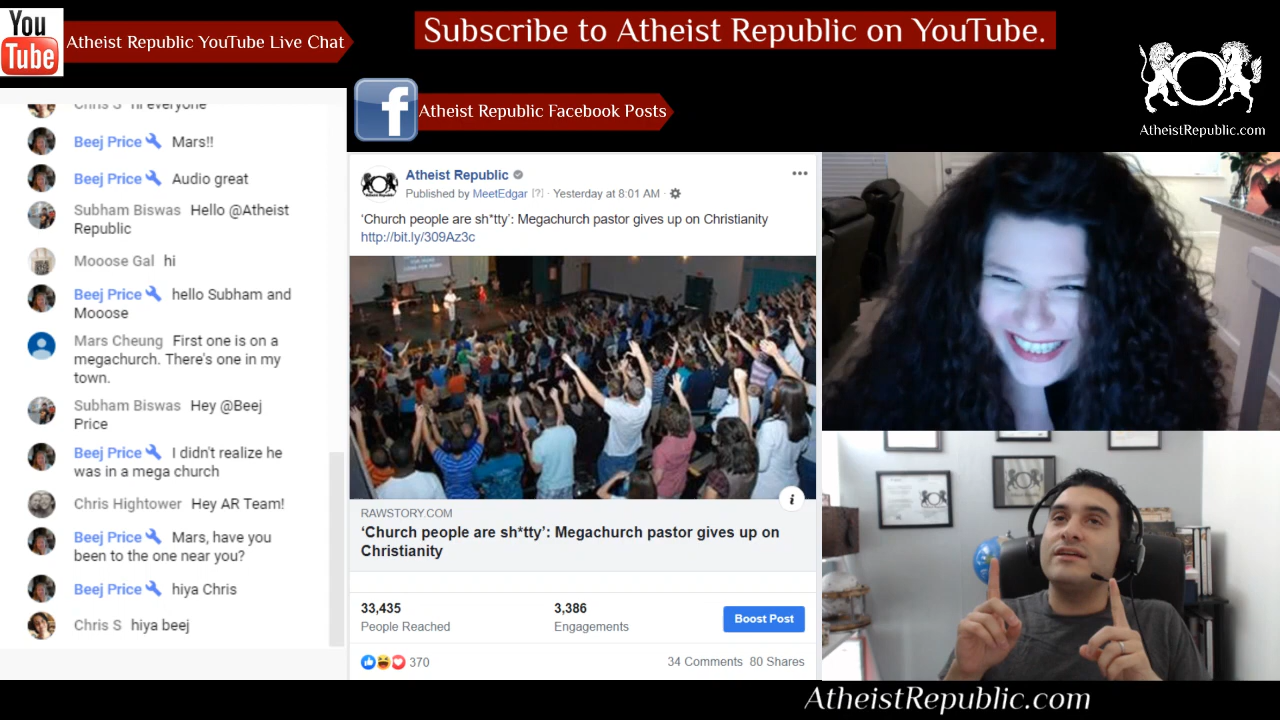 You
Tube
Atheist Republic YouTube Live Chat
Subscribe to Atheist Republic on YouTube.
AtheistRepublic.com
f
Atheist Republic Facebook Posts
Chris S hi everyone
Beej Price Mars!!
Beej Price Audio great
Subham Biswas Hello @Atheist
Republic
Mooose Gal hi
Beej Price hello Subham and
Mooose
Mars Cheung First one is on a
megachurch. There's one in my
town.
Subham Biswas Hey @Beej
Price
Beej Price I didn't realize he
was in a mega church
Chris Hightower Hey AR Team!
Beej Price Mars, have you
been to the one near you?
Beej Price hiya Chris
Chris S hiya beej
Atheist Republic
Published by MeetEdgar [?] · Yesterday at 8:01 AM ·
‘Church people are sh*tty’: Megachurch pastor gives up on Christianity
http://bit.ly/309Az3c
i
RAWSTORY.COM
‘Church people are sh*tty’: Megachurch pastor gives up on
Christianity
33,435 3,386
People Reached Engagements
Boost Post
370 34 Comments 80 Shares
AtheistRepublic.com